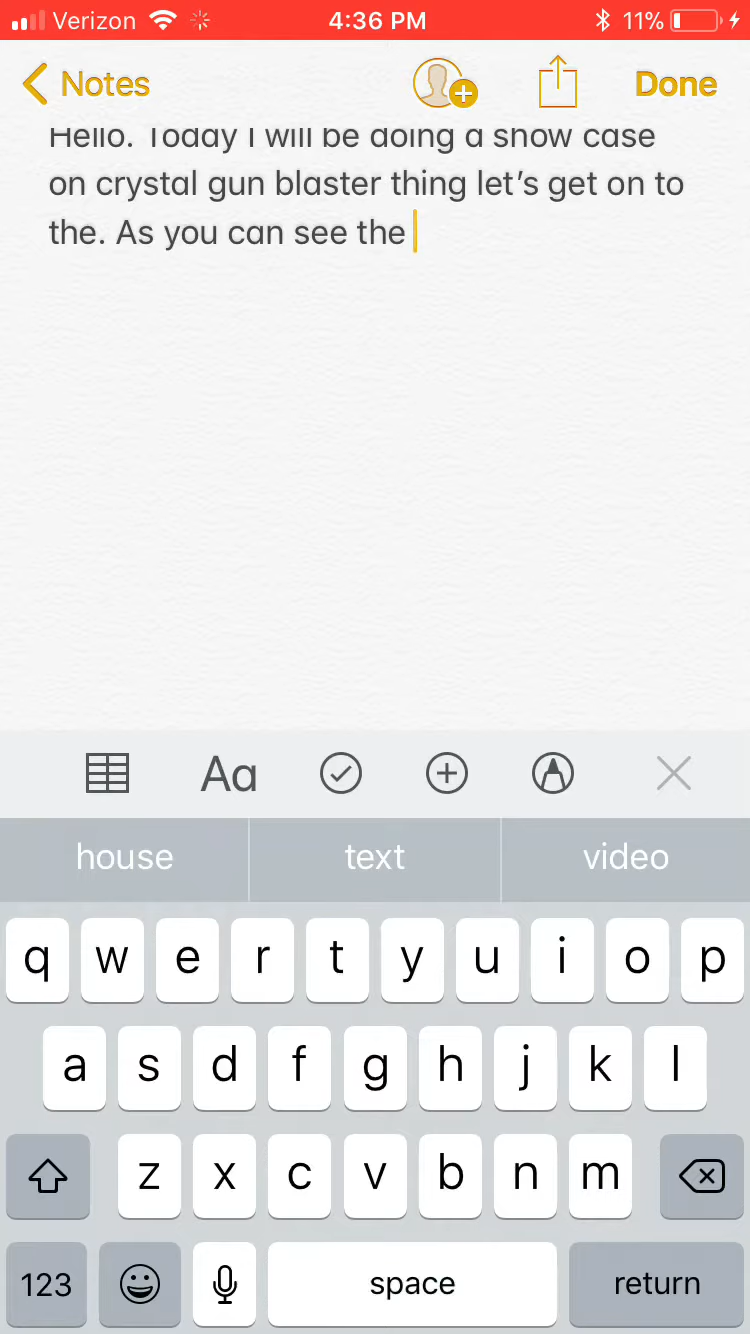 Verizon 4:36 PM 11%
Notes Done
Hello. Today I will be doing a show case
on crystal gun blaster thing let's get on to
the. As you can see the
Aa
house text video
q w e r t y u i o p
a s d f g h j k l
z x c v b n m
123 space return